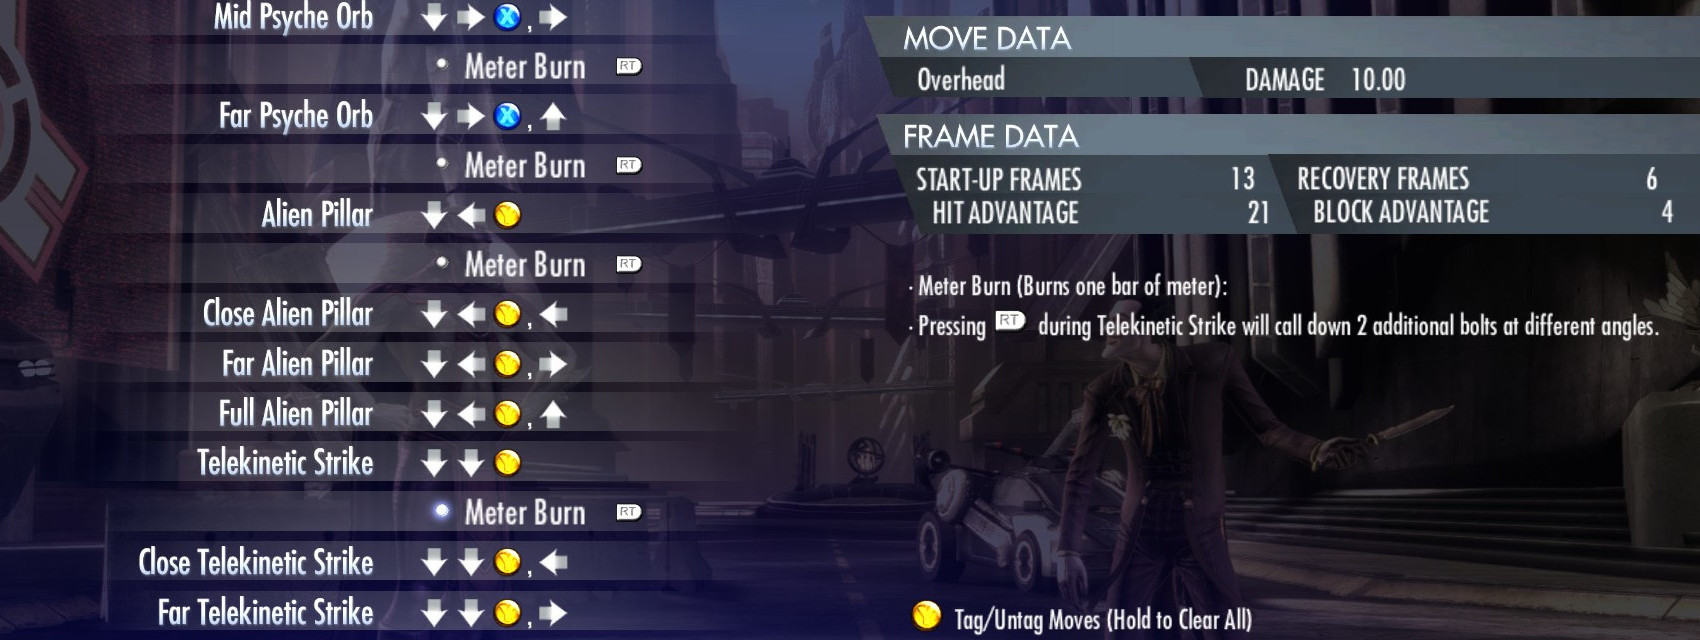 Mid Psyche Orb X ,
Meter Burn RT
Far Psyche Orb X ,
Meter Burn RT
Alien Pillar Y
Meter Burn RT
Close Alien Pillar Y ,
Far Alien Pillar Y ,
Full Alien Pillar Y ,
Telekinetic Strike Y
Meter Burn RT
Close Telekinetic Strike Y ,
Far Telekinetic Strike Y ,
MOVE DATA
Overhead DAMAGE 10.00
FRAME DATA
START-UP FRAMES 13 RECOVERY FRAMES 6
HIT ADVANTAGE 21 BLOCK ADVANTAGE 4
· Meter Burn (Burns one bar of meter):
· Pressing RT during Telekinetic Strike will call down 2 additional bolts at different angles.
Y Tag/Untag Moves (Hold to Clear All)